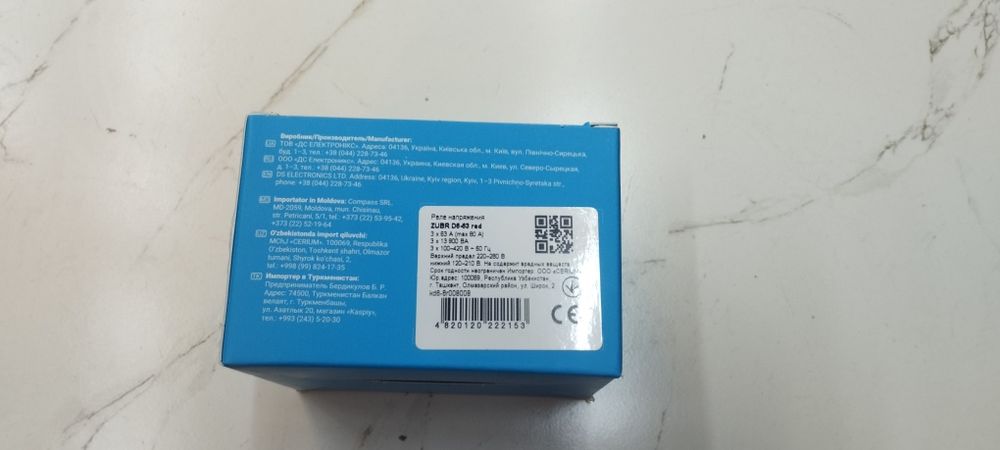 Виробник/Производитель/Manufacturer:
UA ТОВ «ДС ЕЛЕКТРОНІКС». Адреса: 04136, Україна, Київська обл., м. Київ, вул. Північно-Сирецька,
буд. 1–3, тел.: +38 (044) 228-73-46
RU ООО «ДС Електроникс». Адрес: 04136, Украина, Киевская обл., м. Киев, ул. Северо-Сырецкая,
д. 1–3, тел.: +38 (044) 228-73-46
EN DS ELECTRONICS LTD. Address: 04136, Ukraine, Kyiv region, Kyiv, 1–3 Pivnichno-Syretska str.,
phone: +38 (044) 228-73-46
Importator in Moldova: Compass SRL,
MD-2059, Moldova, mun. Chisinau,
str. Petricani, 5/1, tel.: +373 (22) 53-95-42,
+373 (22) 52-19-64
O'zbekistonda import qiluvchi:
MChJ «CERIUM». 100069, Respublika
O'zbekiston, Toshkent shahri, Olmazor
tumani, Shyrok ko'chasi, 2,
tel.: +998 (99) 824-17-35
Импортер в Туркменистан:
Предприниматель Бердикулов Б. Р.
Адрес: 74500, Туркменистан Балкан
велаят, г. Туркменбашы,
ул. Азатлык 20, магазин «Kaspiy»,
тел.: +993 (243) 5-20-30
Реле напряжения
ZUBR D6-63 red
3 x 63 А (max 80 А)
3 x 13 900 ВА
3 x 100–420 В ~ 50 Гц
Верхний предел 220–280 В
нижний 120–210 В. Не содержит вредных веществ
Срок годности неограничен Импортер: ООО «CERIUM»
Юр. адрес: 100069, Республика Узбекистан,
г. Ташкент, Олмазарский район, ул. Широк, 2
kd6-6r008009
CE
4 820120 222153